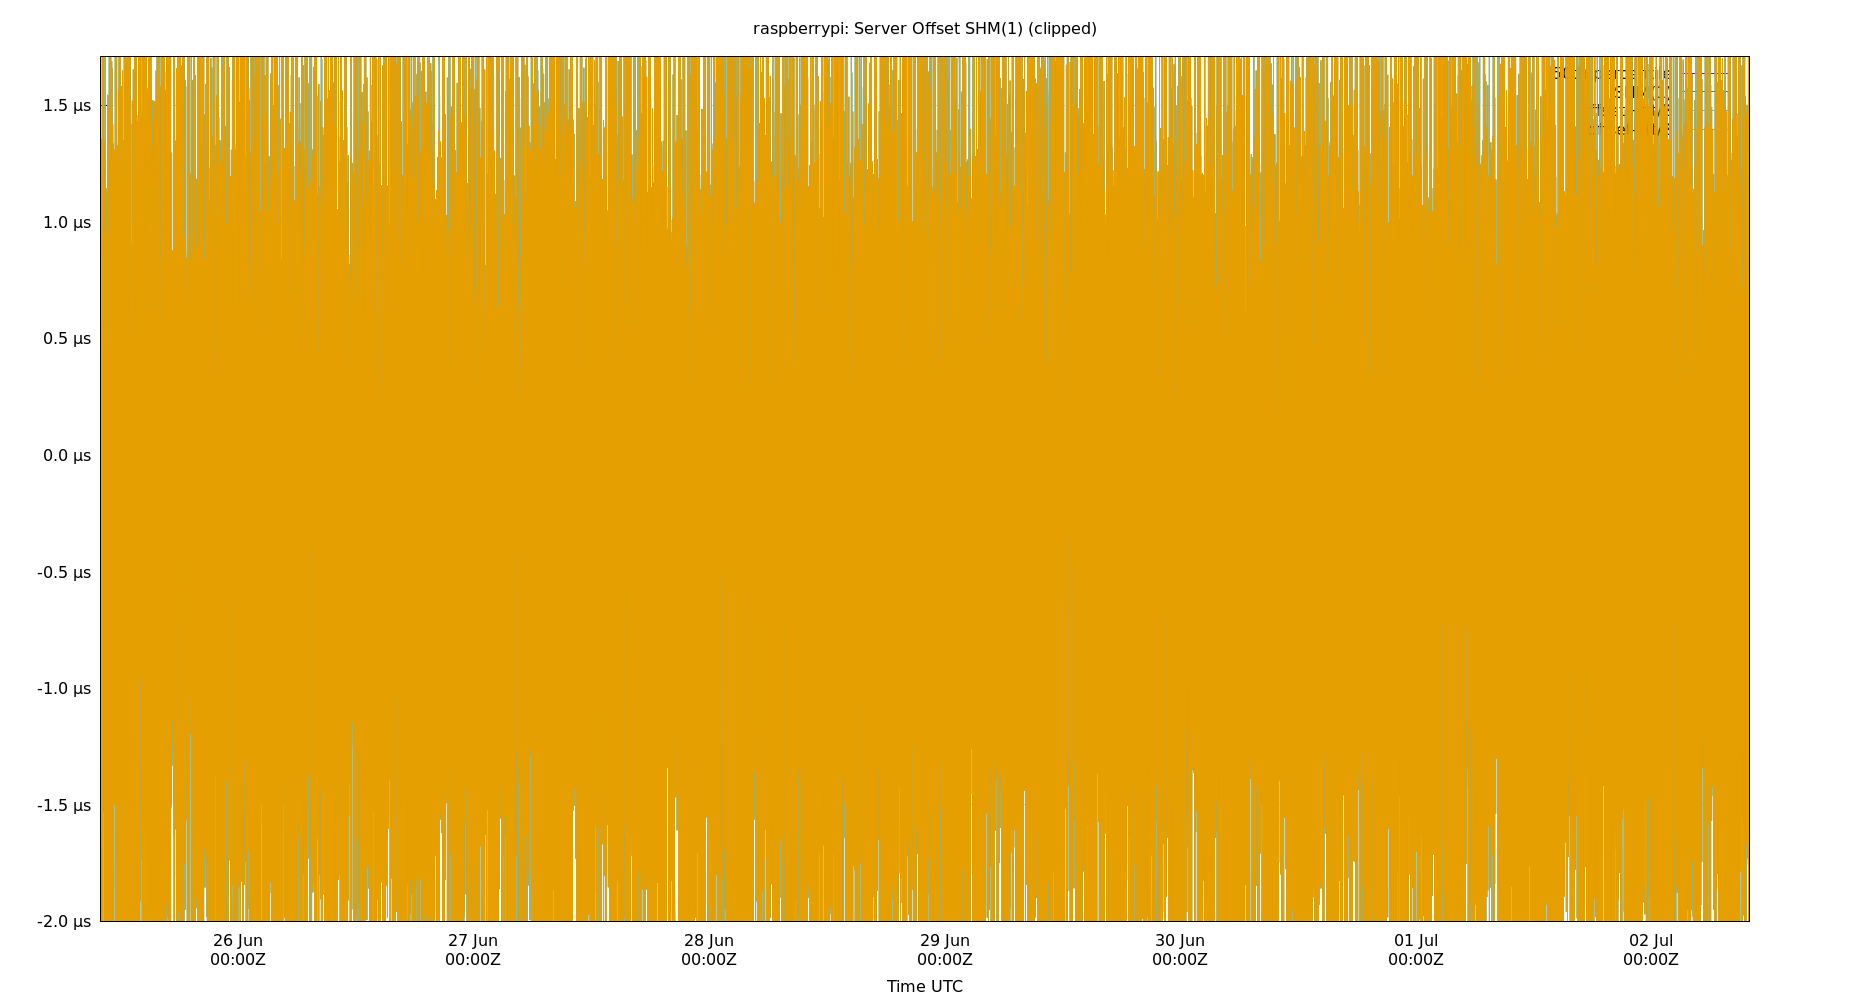 raspberrypi: Server Offset SHM(1) (clipped)
1.5 µs
1.0 µs
0.5 µs
0.0 µs
-0.5 µs
-1.0 µs
-1.5 µs
-2.0 µs
26 Jun 27 Jun 28 Jun 29 Jun 30 Jun 01 Jul 02 Jul
00:00Z 00:00Z 00:00Z 00:00Z 00:00Z 00:00Z 00:00Z
Time UTC